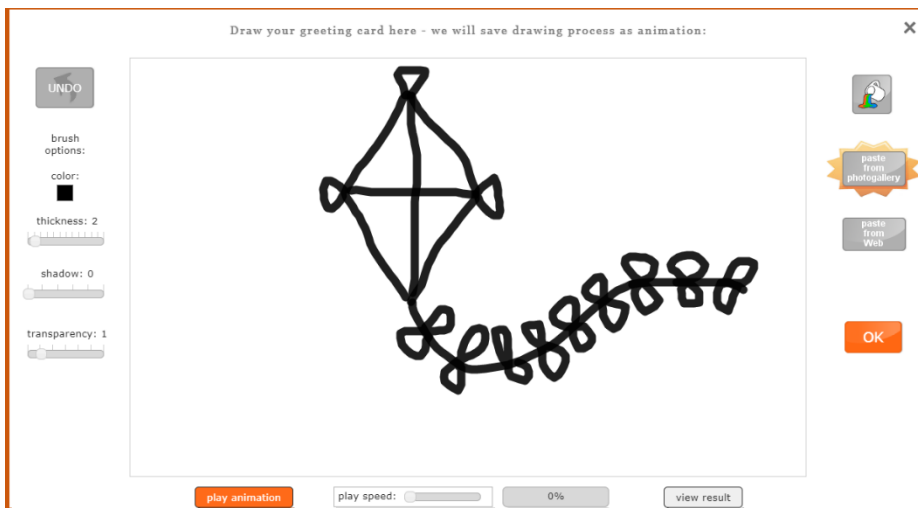 Draw your greeting card here - we will save drawing process as animation:
UNDO
brush
options:
color:
thickness: 2
shadow: 0
transparency: 1
paste
from
photogallery
paste
from
Web
OK
play animation
play speed:
0%
view result